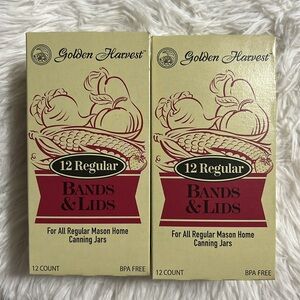 Golden Harvest
12 Regular
BANDS
& LIDS
For All Regular Mason Home
Canning Jars
12 COUNT BPA FREE
Golden Harvest
12 Regular
BANDS
& LIDS
For All Regular Mason Home
Canning Jars
12 COUNT BPA FREE